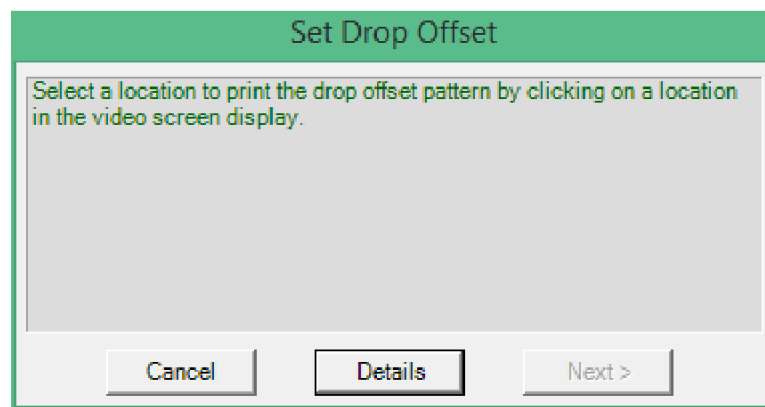 Set Drop Offset
Select a location to print the drop offset pattern by clicking on a location
in the video screen display.
Cancel
Details
Next >